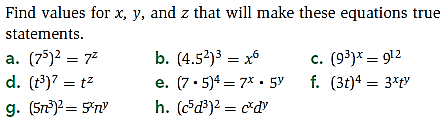 Find values for x, y, and z that will make these equations true
statements.
a. (7⁵)² = 7ᶻ b. (4.5²)³ = x⁶ c. (9³)ˣ = 9¹²
d. (t³)⁷ = tᶻ e. (7 · 5)⁴ = 7ˣ · 5ʸ f. (3t)⁴ = 3ˣtʸ
g. (5n³)² = 5ˣnʸ h. (c⁵d³)² = cˣdʸ